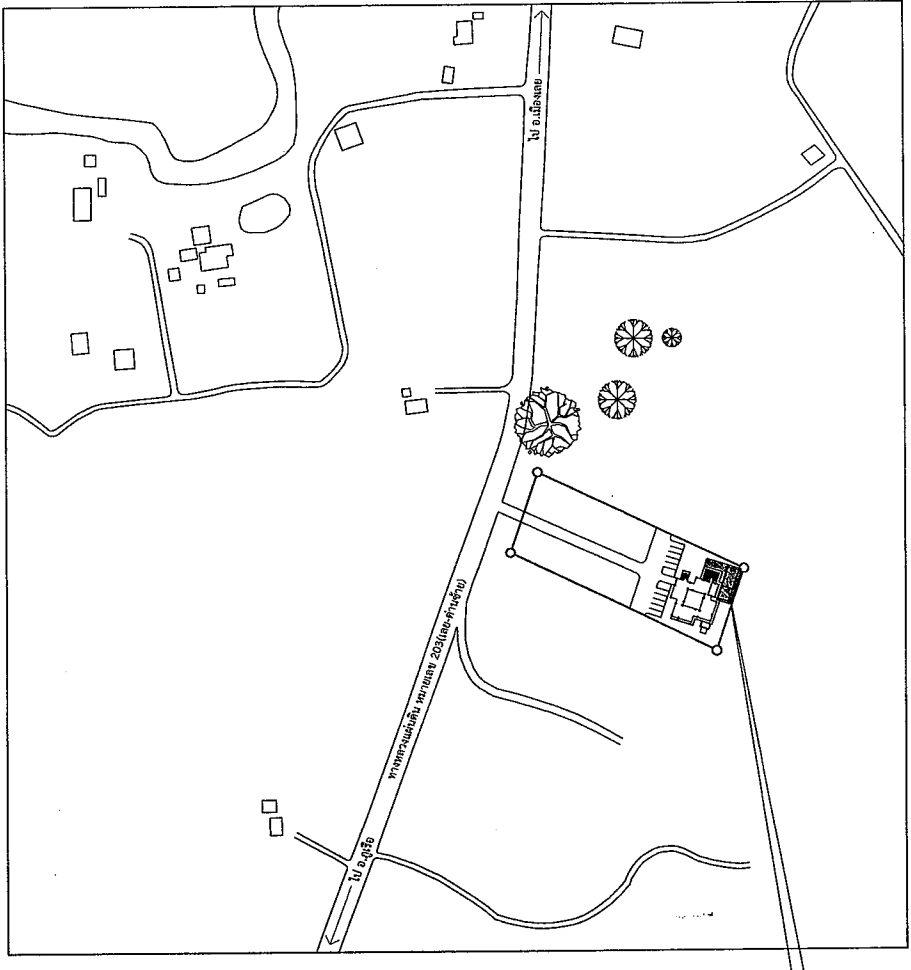 ไป อ.เมืองเลย
ทางหลวงแผ่นดิน หมายเลข 203(เลย-ด่านซ้าย)
ไป อ.ภูเรือ